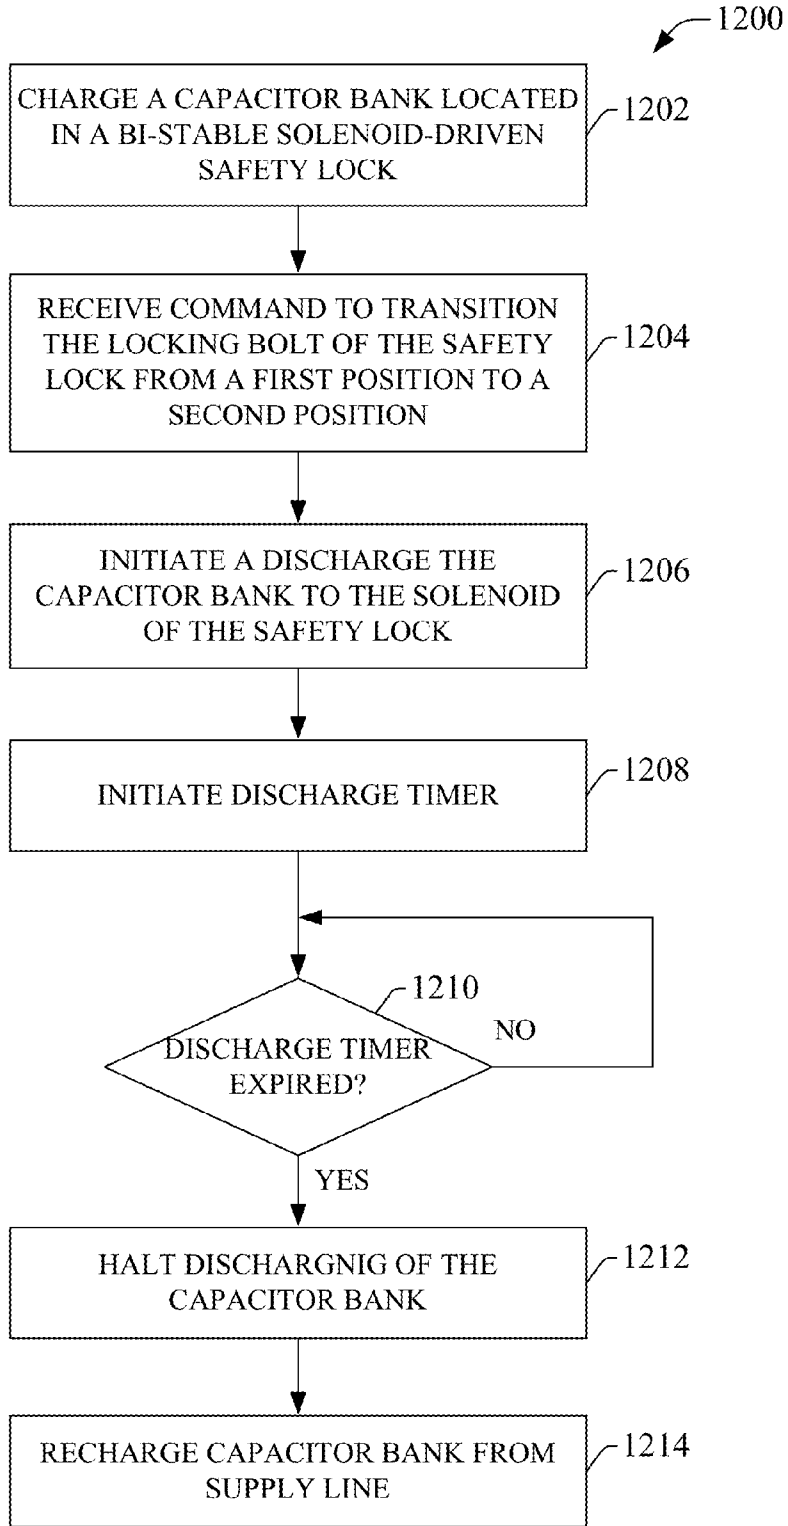 1200
CHARGE A CAPACITOR BANK LOCATED
IN A BI-STABLE SOLENOID-DRIVEN
SAFETY LOCK
1202
RECEIVE COMMAND TO TRANSITION
THE LOCKING BOLT OF THE SAFETY
LOCK FROM A FIRST POSITION TO A
SECOND POSITION
1204
INITIATE A DISCHARGE THE
CAPACITOR BANK TO THE SOLENOID
OF THE SAFETY LOCK
1206
INITIATE DISCHARGE TIMER
1208
1210
DISCHARGE TIMER
EXPIRED?
NO
YES
HALT DISCHARGNIG OF THE
CAPACITOR BANK
1212
RECHARGE CAPACITOR BANK FROM
SUPPLY LINE
1214